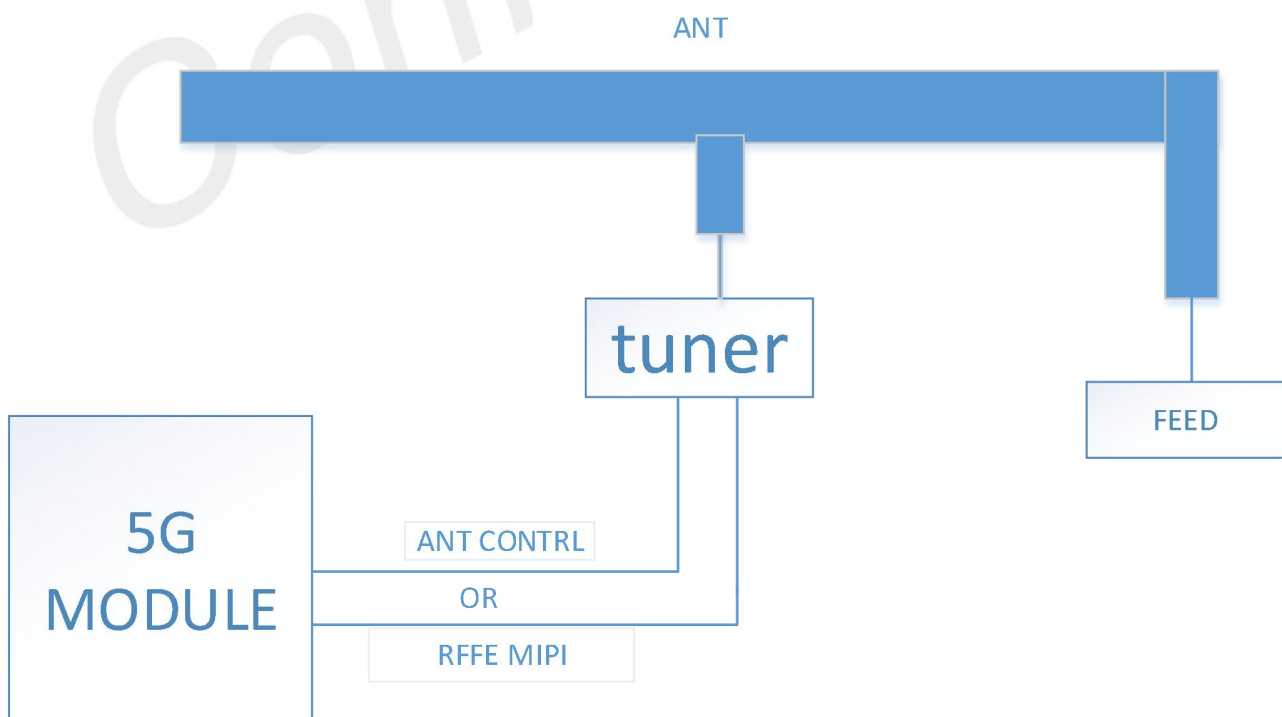 ANT
tuner
FEED
5G
MODULE
ANT CONTRL
OR
RFFE MIPI